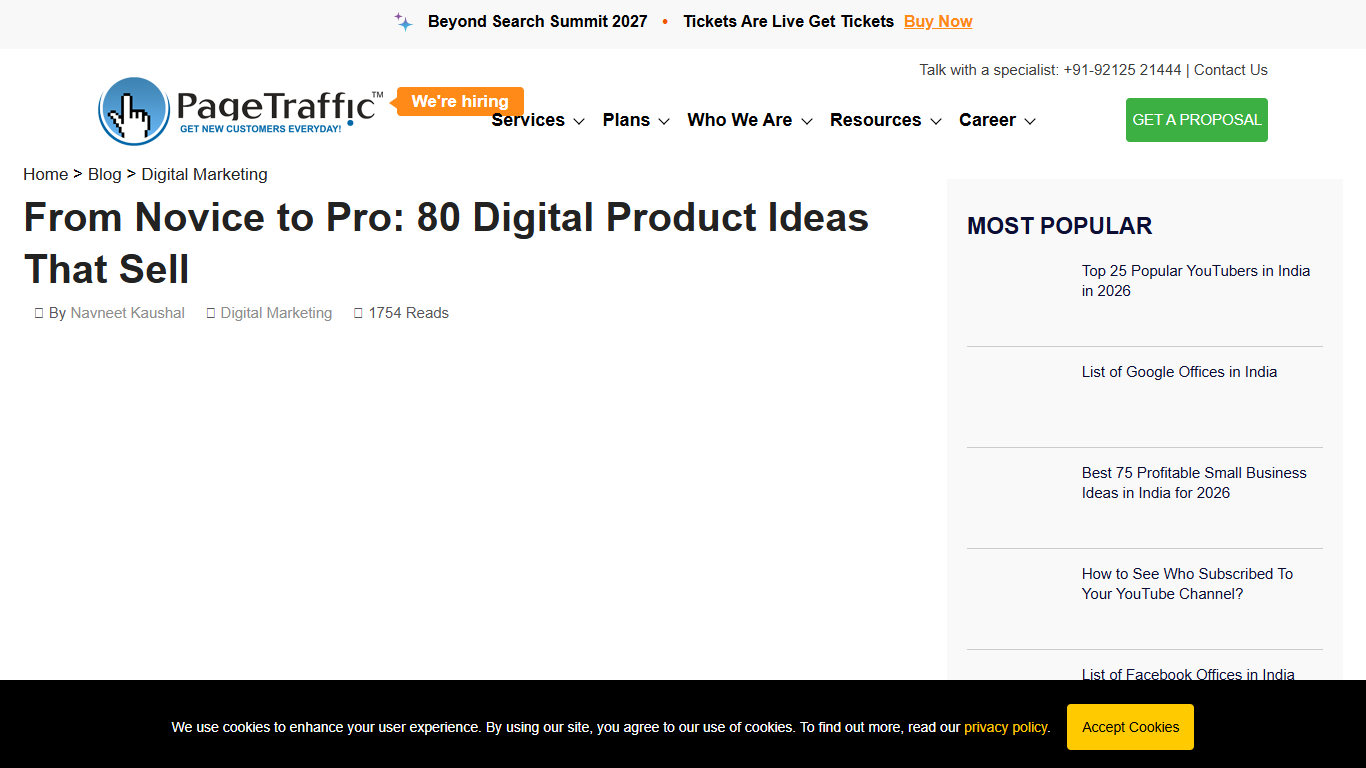 Beyond Search Summit 2027 • Tickets Are Live Get Tickets Buy Now
Talk with a specialist: +91-92125 21444 | Contact Us
PageTraffic™
GET NEW CUSTOMERS EVERYDAY!
We're hiring
Services Plans Who We Are Resources Career
GET A PROPOSAL
Home > Blog > Digital Marketing
From Novice to Pro: 80 Digital Product Ideas
That Sell
By Navneet Kaushal Digital Marketing 1754 Reads
MOST POPULAR
Top 25 Popular YouTubers in India
in 2026
List of Google Offices in India
Best 75 Profitable Small Business
Ideas in India for 2026
How to See Who Subscribed To
Your YouTube Channel?
List of Facebook Offices in India
We use cookies to enhance your user experience. By using our site, you agree to our use of cookies. To find out more, read our privacy policy.
Accept Cookies